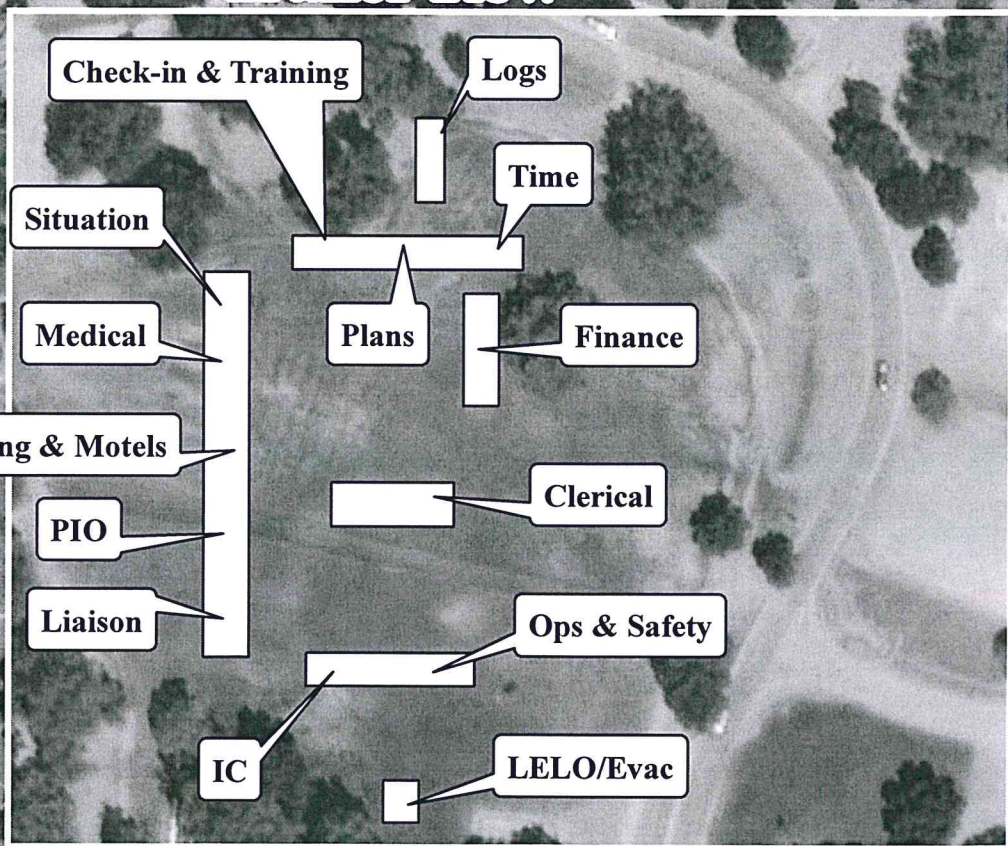 Check-in & Training
Logs
Time
Situation
Medical
Plans
Finance
ng & Motels
Clerical
PIO
Liaison
Ops & Safety
IC
LELO/Evac